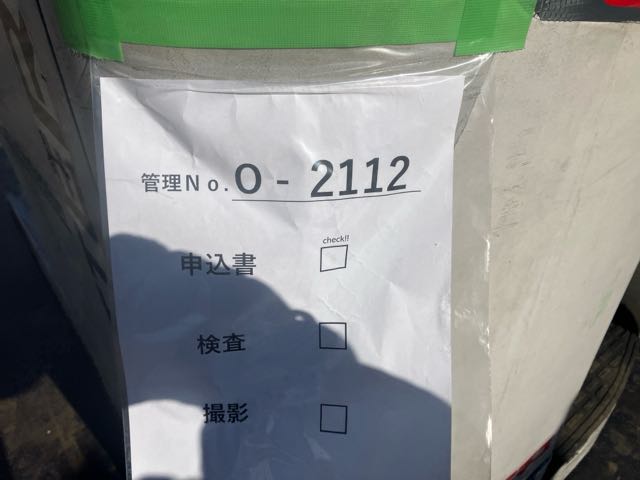 管理No. O - 2112
check!!
申込書 □
検査 □
撮影 □